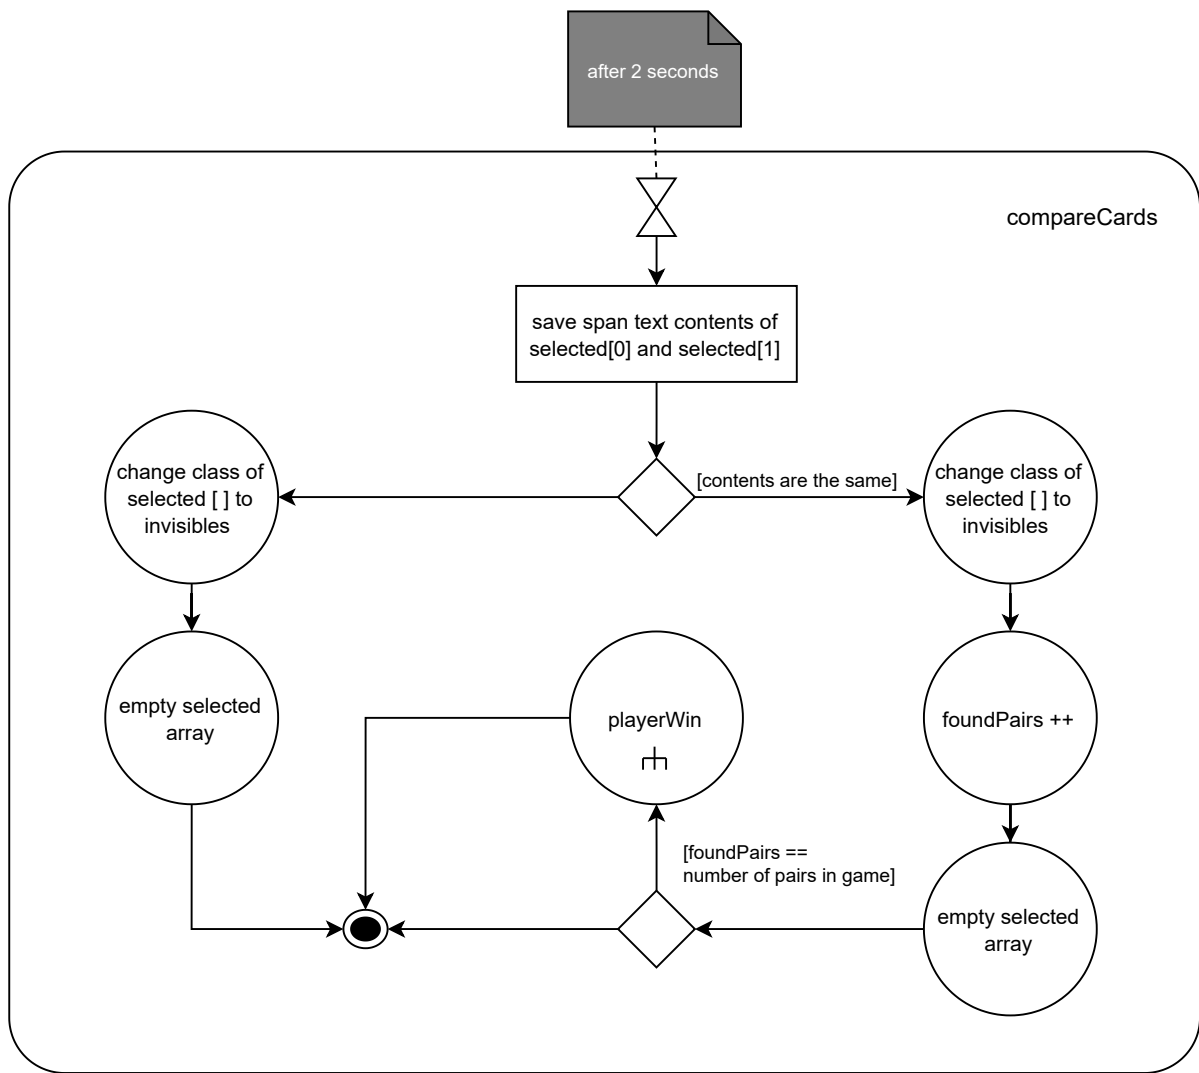 after 2 seconds
compareCards
save span text contents of
selected[0] and selected[1]
change class of
selected [ ] to
invisibles
[contents are the same]
change class of
selected [ ] to
invisibles
empty selected
array
playerWin
foundPairs ++
[foundPairs ==
number of pairs in game]
empty selected
array